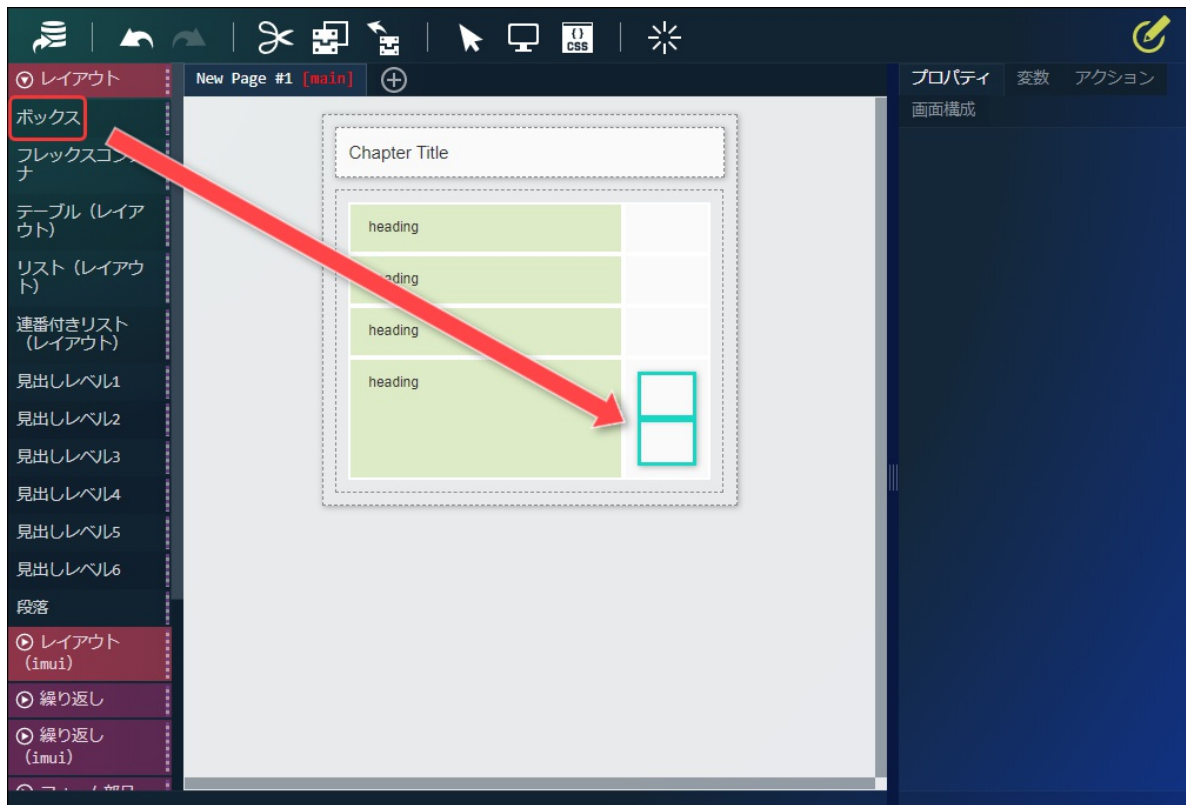 {}
CSS
レイアウト
New Page #1 [main]
プロパティ
変数
アクション
画面構成
ボックス
フレックスコン
ナ
テーブル（レイア
ウト）
リスト（レイアウ
ト）
連番付きリスト
（レイアウト）
見出しレベル1
見出しレベル2
見出しレベル3
見出しレベル4
見出しレベル5
見出しレベル6
段落
レイアウト
（imui）
繰り返し
繰り返し
（imui）
Chapter Title
heading
heading
heading
heading